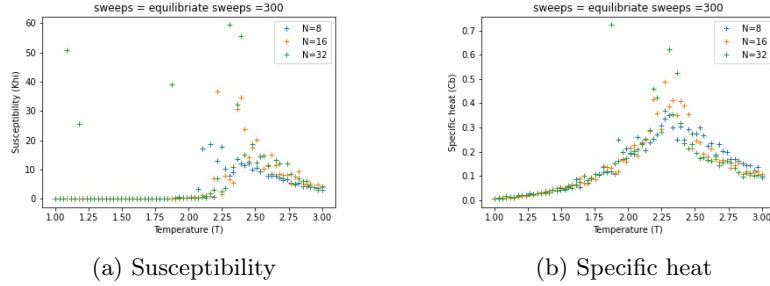 sweeps = equilibriate sweeps =300
60
50
40
30
20
10
0
Susceptibility (Khi)
N=8
N=16
N=32
1.00 1.25 1.50 1.75 2.00 2.25 2.50 2.75 3.00
Temperature (T)
(a) Susceptibility
sweeps = equilibriate sweeps =300
0.7
0.6
0.5
0.4
0.3
0.2
0.1
0.0
Specific heat (Cb)
N=8
N=16
N=32
1.00 1.25 1.50 1.75 2.00 2.25 2.50 2.75 3.00
Temperature (T)
(b) Specific heat